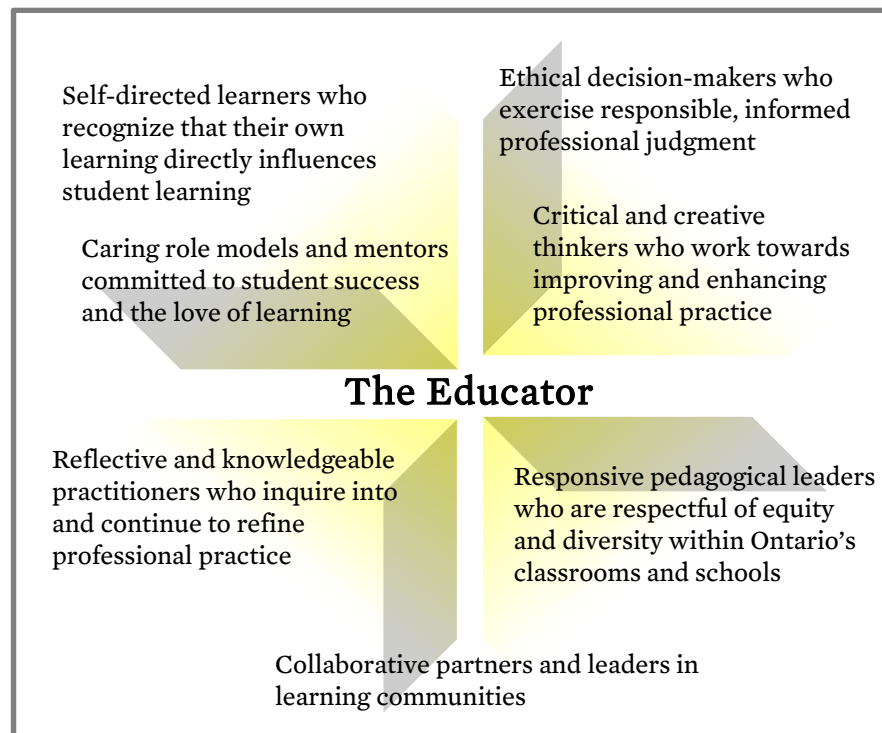 Self-directed learners who
recognize that their own
learning directly influences
student learning
Ethical decision-makers who
exercise responsible, informed
professional judgment
Caring role models and mentors
committed to student success
and the love of learning
Critical and creative
thinkers who work towards
improving and enhancing
professional practice
The Educator
Reflective and knowledgeable
practitioners who inquire into
and continue to refine
professional practice
Responsive pedagogical leaders
who are respectful of equity
and diversity within Ontario’s
classrooms and schools
Collaborative partners and leaders in
learning communities